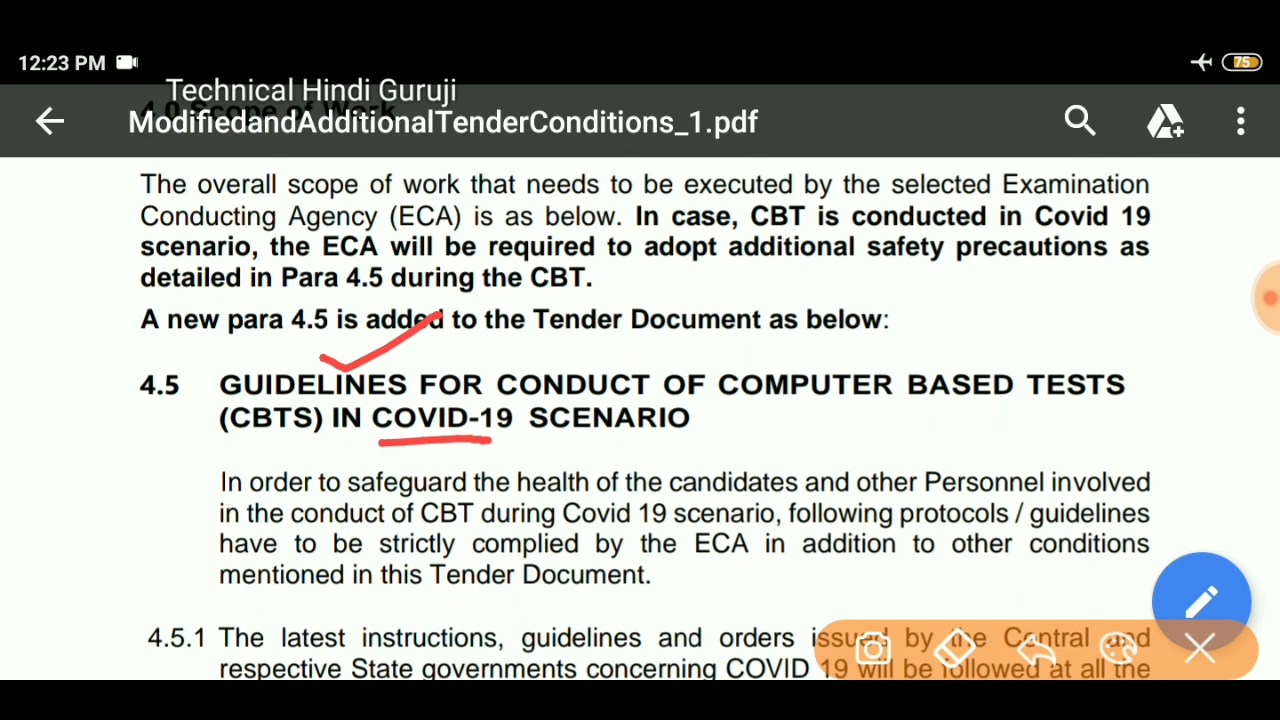 12:23 PM
75
Technical Hindi Guruji
4.0 Scope of Work
ModifiedandAdditionalTenderConditions_1.pdf
The overall scope of work that needs to be executed by the selected Examination
Conducting Agency (ECA) is as below. In case, CBT is conducted in Covid 19
scenario, the ECA will be required to adopt additional safety precautions as
detailed in Para 4.5 during the CBT.
A new para 4.5 is added to the Tender Document as below:
4.5 GUIDELINES FOR CONDUCT OF COMPUTER BASED TESTS
(CBTS) IN COVID-19 SCENARIO
In order to safeguard the health of the candidates and other Personnel involved
in the conduct of CBT during Covid 19 scenario, following protocols / guidelines
have to be strictly complied by the ECA in addition to other conditions
mentioned in this Tender Document.
4.5.1 The latest instructions, guidelines and orders issued by the Central and
respective State governments concerning COVID 19 will be followed at all the